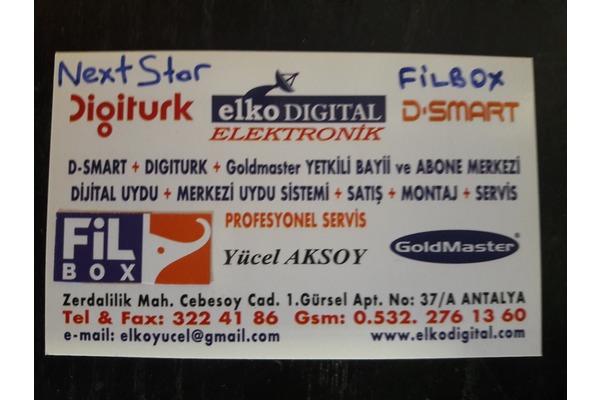 Next Star
FiLBOX
Digiturk
elko DIGITAL
D-SMART
ELEKTRONİK
D-SMART + DIGITURK + Goldmaster YETKİLİ BAYİİ ve ABONE MERKEZİ
DİJİTAL UYDU + MERKEZİ UYDU SİSTEMİ + SATIŞ + MONTAJ + SERVİS
FiL
BOX
PROFESYONEL SERVİS
Yücel AKSOY
GoldMaster
Zerdalilik Mah. Cebesoy Cad. 1.Gürsel Apt. No: 37/A ANTALYA
Tel & Fax: 322 41 86 Gsm: 0.532. 276 13 60
e-mail: elkoyucel@gmail.com www.elkodigital.com